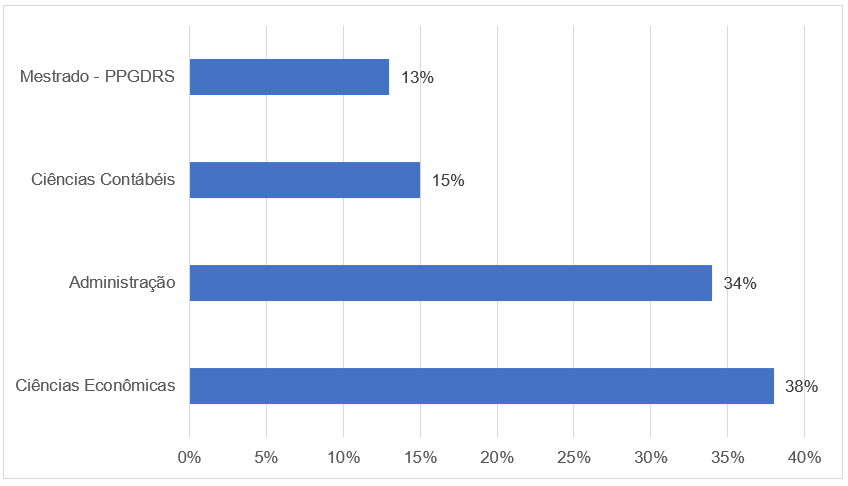 Mestrado - PPGDRS 13%
Ciências Contábéis 15%
Administração 34%
Ciências Econômicas 38%
0% 5% 10% 15% 20% 25% 30% 35% 40%